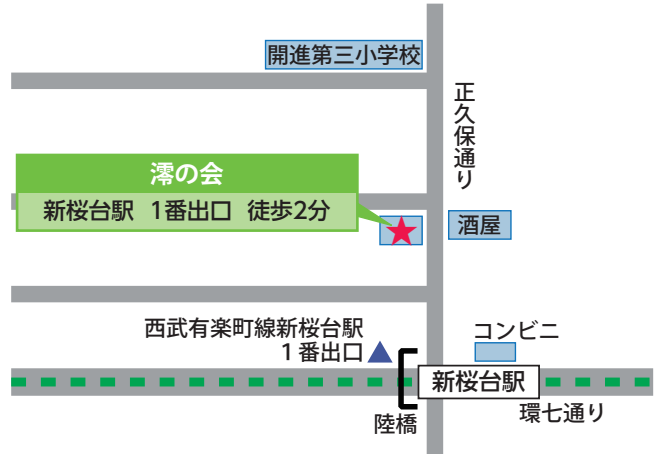 開進第三小学校
正久保通り
澪の会
新桜台駅 1番出口 徒歩2分
酒屋
西武有楽町線新桜台駅
1番出口
コンビニ
新桜台駅
環七通り
陸橋